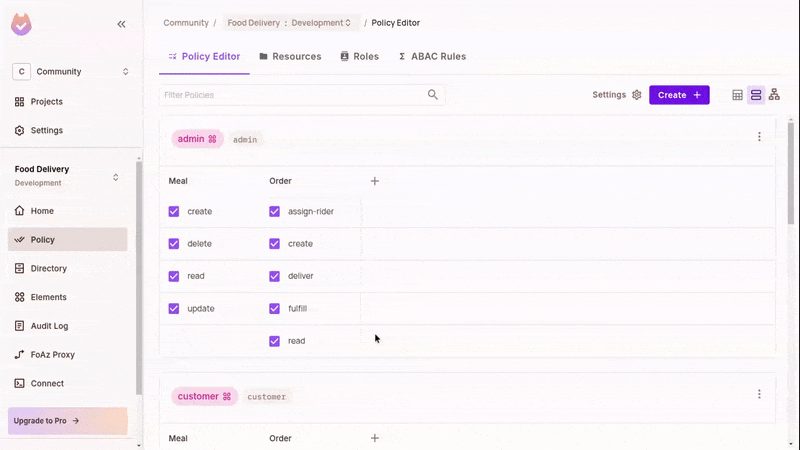 Community / Food Delivery : Development / Policy Editor
C Community
Policy Editor Resources Roles Σ ABAC Rules
Projects
Settings
Filter Policies Settings Create +
Food Delivery
Development
Home
Policy
Directory
Elements
Audit Log
FoAz Proxy
Connect
Upgrade to Pro →
admin admin
Meal Order +
create assign-rider
delete create
read deliver
update fulfill
read
customer customer
Meal Order +